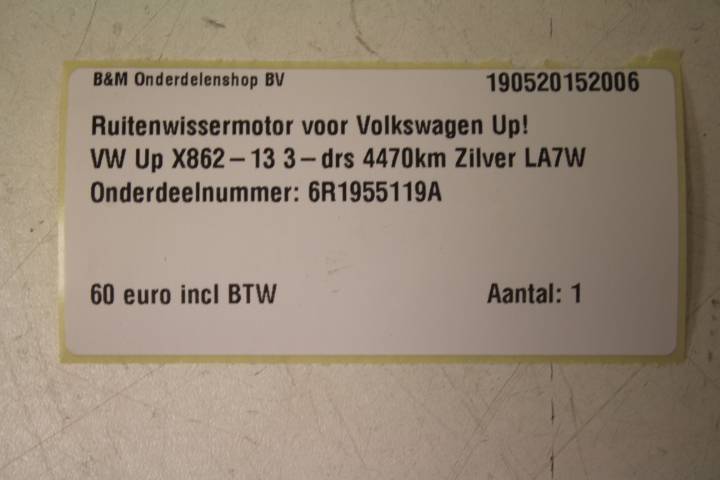 B&M Onderdelenshop BV 190520152006
Ruitenwissermotor voor Volkswagen Up!
VW Up X862-13 3-drs 4470km Zilver LA7W
Onderdeelnummer: 6R1955119A
60 euro incl BTW Aantal: 1